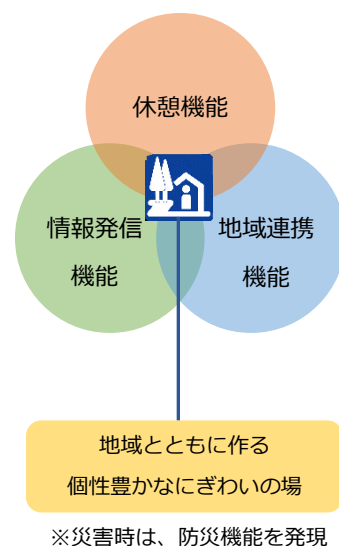 休憩機能
情報発信
機能
地域連携
機能
地域とともに作る
個性豊かなにぎわいの場
※災害時は、防災機能を発現